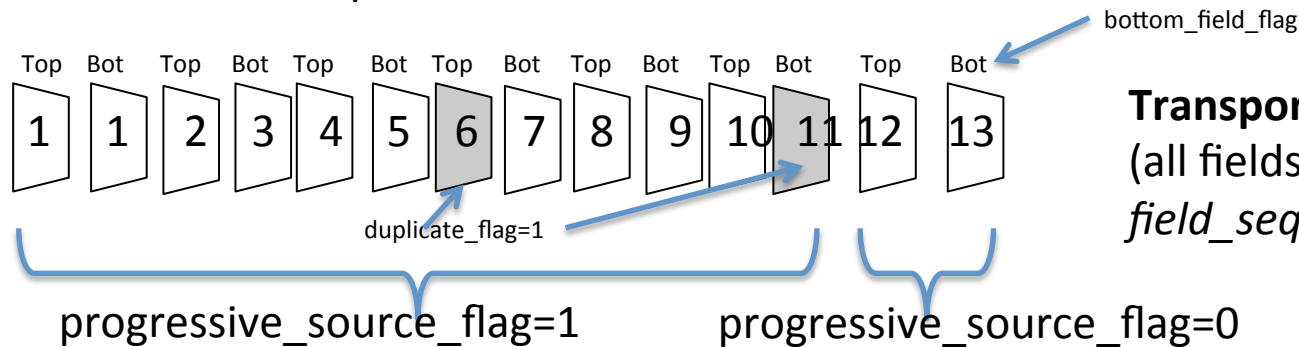 bottom_field_flag
Top Bot Top Bot Top Bot Top Bot Top Bot Top Bot Top Bot
1 1 2 3 4 5 6 7 8 9 10 11 12 13
Transpor
(all fields
field_seq
duplicate_flag=1
progressive_source_flag=1 progressive_source_flag=0